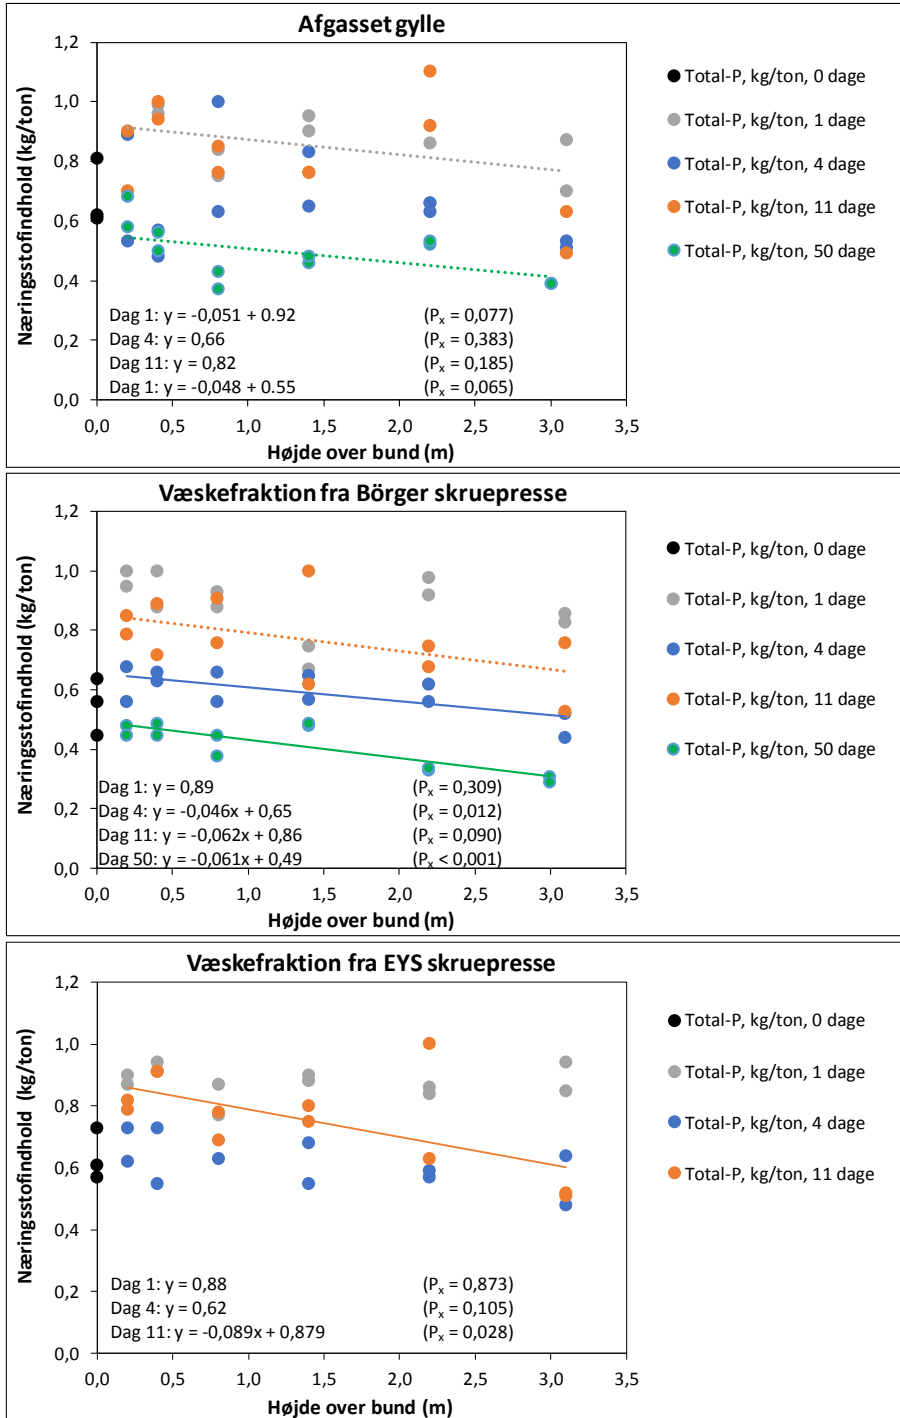 Afgasset gylle
Næringsstofindhold (kg/ton)
1,2
1,0
0,8
0,6
0,4
0,2
0,0
Dag 1: y = -0,051 + 0.92 (Px = 0,077)
Dag 4: y = 0,66 (Px = 0,383)
Dag 11: y = 0,82 (Px = 0,185)
Dag 1: y = -0,048 + 0.55 (Px = 0,065)
0,0 0,5 1,0 1,5 2,0 2,5 3,0 3,5
Højde over bund (m)
Total-P, kg/ton, 0 dage
Total-P, kg/ton, 1 dage
Total-P, kg/ton, 4 dage
Total-P, kg/ton, 11 dage
Total-P, kg/ton, 50 dage
Væskefraktion fra Börger skruepresse
Næringsstofindhold (kg/ton)
1,2
1,0
0,8
0,6
0,4
0,2
0,0
Dag 1: y = 0,89 (Px = 0,309)
Dag 4: y = -0,046x + 0,65 (Px = 0,012)
Dag 11: y = -0,062x + 0,86 (Px = 0,090)
Dag 50: y = -0,061x + 0,49 (Px < 0,001)
0,0 0,5 1,0 1,5 2,0 2,5 3,0 3,5
Højde over bund (m)
Total-P, kg/ton, 0 dage
Total-P, kg/ton, 1 dage
Total-P, kg/ton, 4 dage
Total-P, kg/ton, 11 dage
Total-P, kg/ton, 50 dage
Væskefraktion fra EYS skruepresse
Næringsstofindhold (kg/ton)
1,2
1,0
0,8
0,6
0,4
0,2
0,0
Dag 1: y = 0,88 (Px = 0,873)
Dag 4: y = 0,62 (Px = 0,105)
Dag 11: y = -0,089x + 0,879 (Px = 0,028)
0,0 0,5 1,0 1,5 2,0 2,5 3,0 3,5
Højde over bund (m)
Total-P, kg/ton, 0 dage
Total-P, kg/ton, 1 dage
Total-P, kg/ton, 4 dage
Total-P, kg/ton, 11 dage